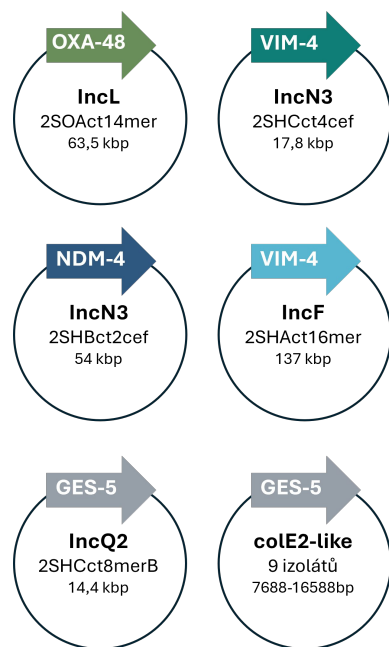 OXA-48
IncL
2SOAct14mer
63,5 kbp
VIM-4
IncN3
2SHCct4cef
17,8 kbp
NDM-4
IncN3
2SHBct2cef
54 kbp
VIM-4
IncF
2SHAct16mer
137 kbp
GES-5
IncQ2
2SHCct8merB
14,4 kbp
GES-5
colE2-like
9 izolátů
7688-16588bp